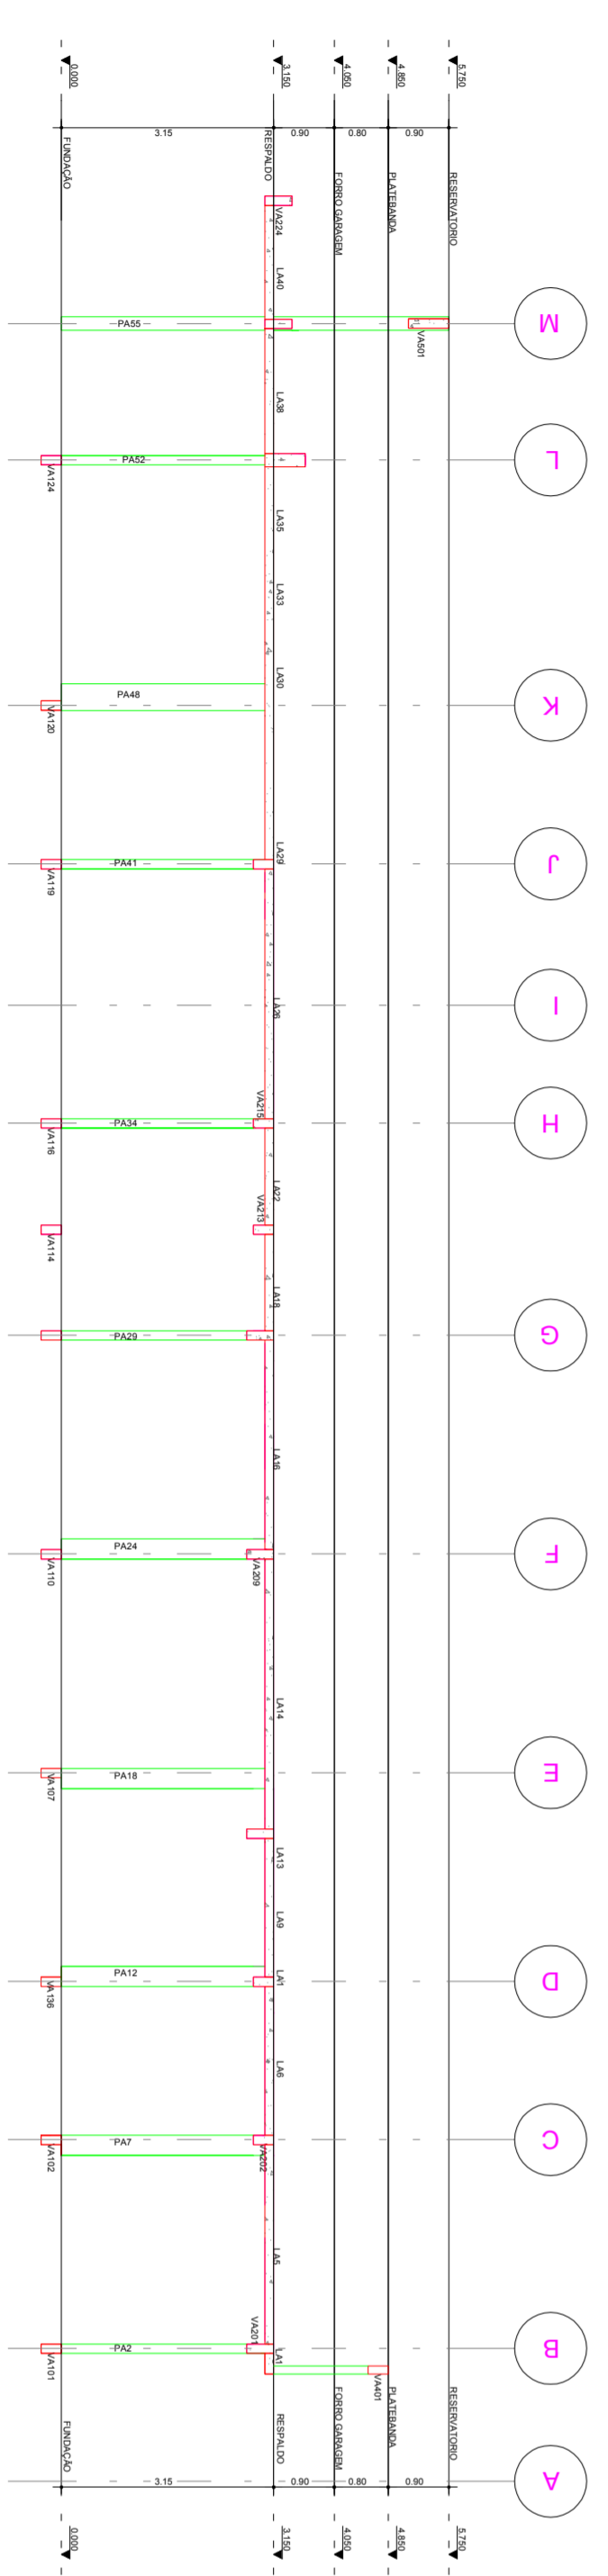 0.000
3.150
4.050
4.850
5.750
3.15
0.90
0.80
0.90
FUNDAÇÃO
RESPALDO
FORRO GARAGEM
PLATEBANDA
RESERVATORIO
VA224
LA40
M
PA55
VA501
LA38
L
PA52
VA124
LA35
LA33
LA30
K
PA48
VA120
LA29
J
PA41
VA119
I
LA26
VA215
H
PA34
VA116
LA22
VA213
VA114
LA18
G
PA29
LA16
F
PA24
VA110
VA209
LA14
E
PA18
VA107
LA13
LA9
D
PA12
VA136
LA1
LA6
C
PA7
VA102
VA202
LA5
VA201
B
PA2
VA101
LA1
VA401
FUNDAÇÃO
RESPALDO
FORRO GARAGEM
PLATEBANDA
RESERVATORIO
A
3.15
0.90
0.80
0.90
0.000
3.150
4.050
4.850
5.750